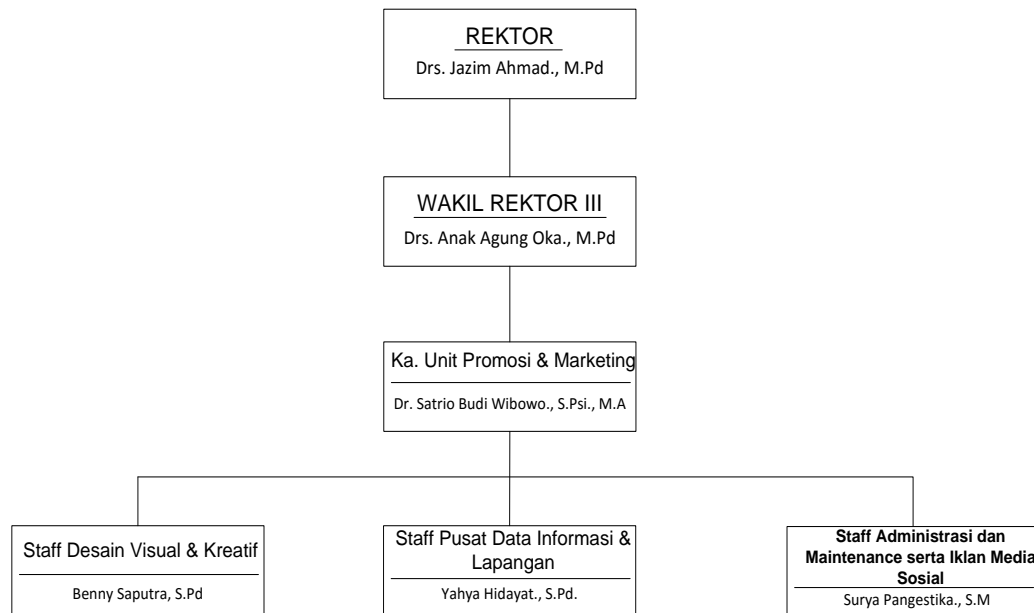 REKTOR
Drs. Jazim Ahmad., M.Pd
WAKIL REKTOR III
Drs. Anak Agung Oka., M.Pd
Ka. Unit Promosi & Marketing
Dr. Satrio Budi Wibowo., S.Psi., M.A
Staff Desain Visual & Kreatif
Benny Saputra, S.Pd
Staff Pusat Data Informasi &
Lapangan
Yahya Hidayat., S.Pd.
Staff Administrasi dan
Maintenance serta Iklan Media
Sosial
Surya Pangestika., S.M